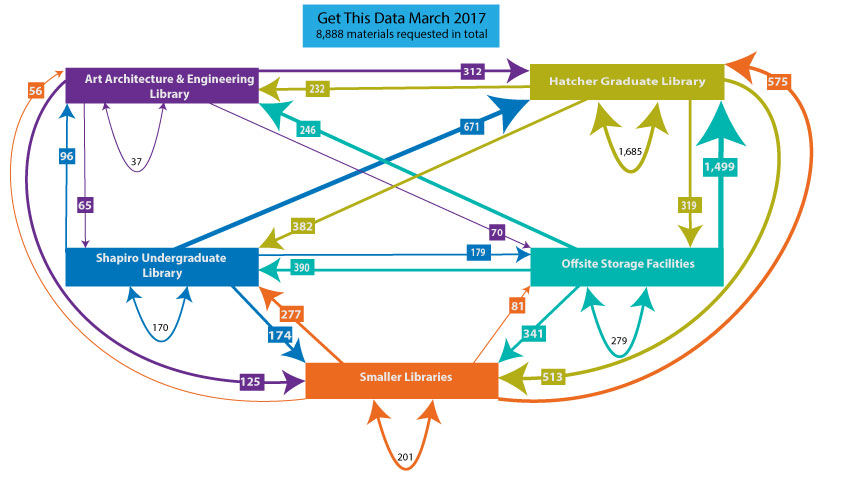 Get This Data March 2017
8,888 materials requested in total
56
Art Architecture & Engineering
Library
312
232
Hatcher Graduate Library
575
246
671
1,685
37
96
1,499
65
382
70
319
Shapiro Undergraduate
Library
179
390
Offsite Storage Facilities
170
277
174
81
341
279
Smaller Libraries
125
513
201